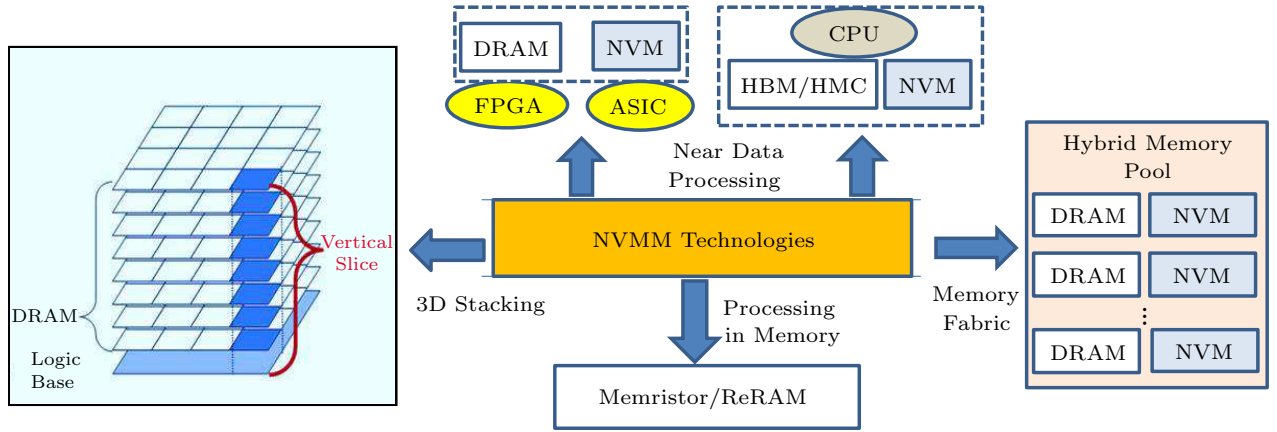 DRAM
NVM
FPGA
ASIC
CPU
HBM/HMC
NVM
Near Data
Processing
Hybrid Memory
Pool
DRAM
NVM
DRAM
NVM
⋮
DRAM
NVM
NVMM Technologies
Vertical
Slice
DRAM
Logic
Base
3D Stacking
Processing
in Memory
Memory
Fabric
Memristor/ReRAM